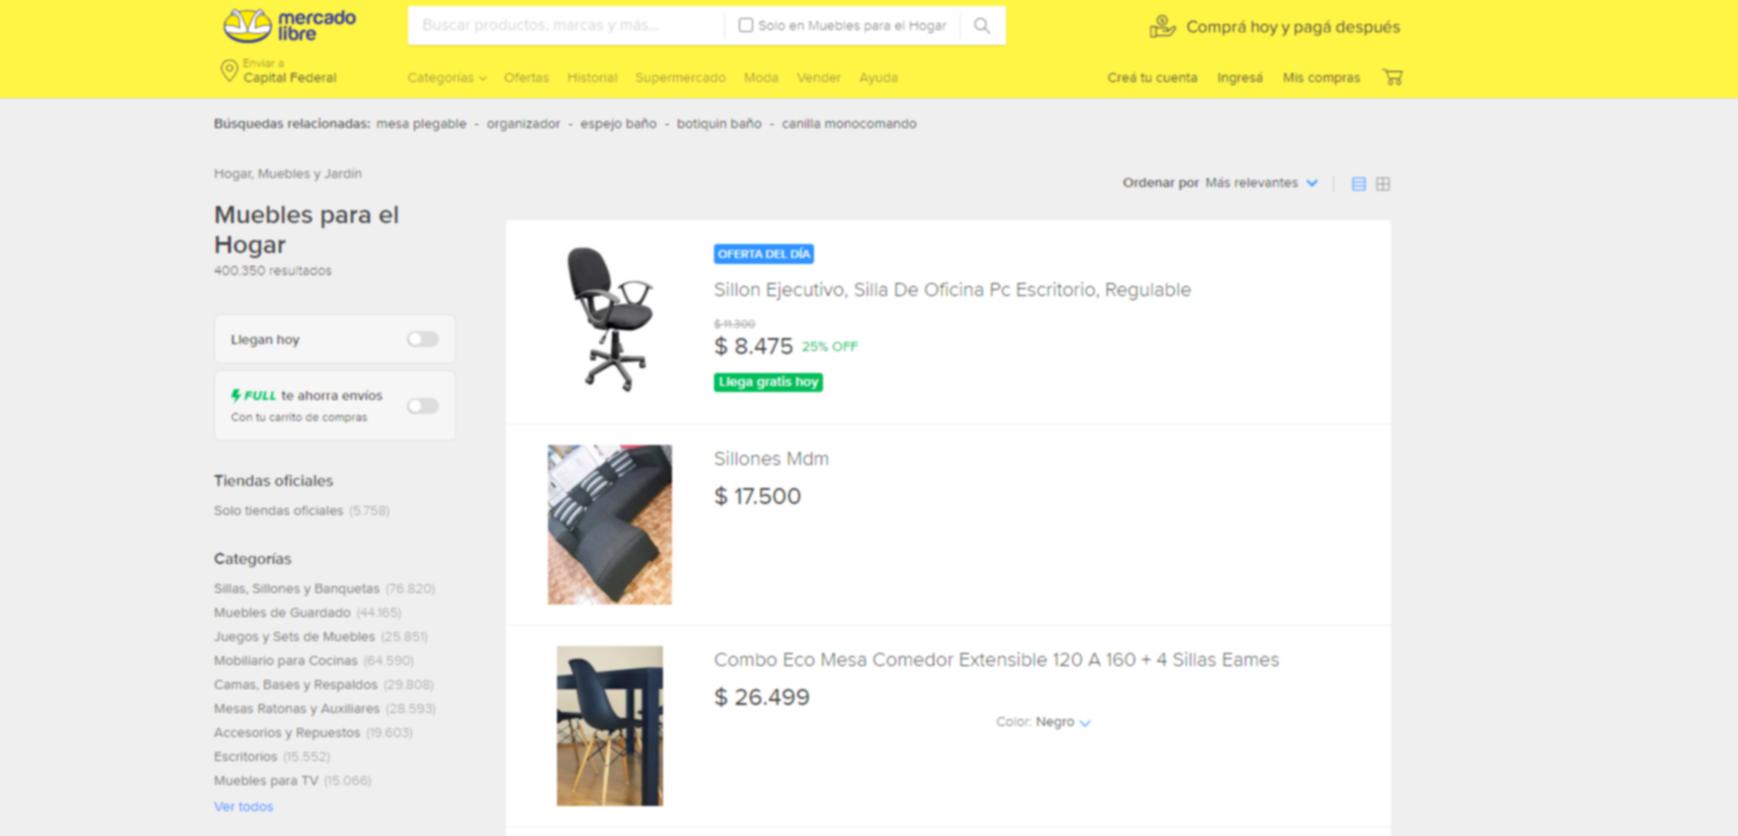 mercado
libre
Buscar productos, marcas y más...
Solo en Muebles para el Hogar
Comprá hoy y pagá después
Enviar a
Capital Federal
Categorías Ofertas Historial Supermercado Moda Vender Ayuda
Creá tu cuenta Ingresá Mis compras
Búsquedas relacionadas: mesa plegable - organizador - espejo baño - botiquin baño - canilla monocomando
Hogar, Muebles y Jardín
Muebles para el
Hogar
400.350 resultados
Llegan hoy
FULL te ahorra envíos
Con tu carrito de compras
Tiendas oficiales
Solo tiendas oficiales (5.758)
Categorías
Sillas, Sillones y Banquetas (76.820)
Muebles de Guardado (44.165)
Juegos y Sets de Muebles (25.851)
Mobiliario para Cocinas (64.590)
Camas, Bases y Respaldos (29.808)
Mesas Ratonas y Auxiliares (28.593)
Accesorios y Repuestos (19.603)
Escritorios (15.552)
Muebles para TV (15.066)
Ver todos
Ordenar por Más relevantes
OFERTA DEL DÍA
Sillon Ejecutivo, Silla De Oficina Pc Escritorio, Regulable
$ 11.300
$ 8.475 25% OFF
Llega gratis hoy
Sillones Mdm
$ 17.500
Combo Eco Mesa Comedor Extensible 120 A 160 + 4 Sillas Eames
$ 26.499
Color: Negro